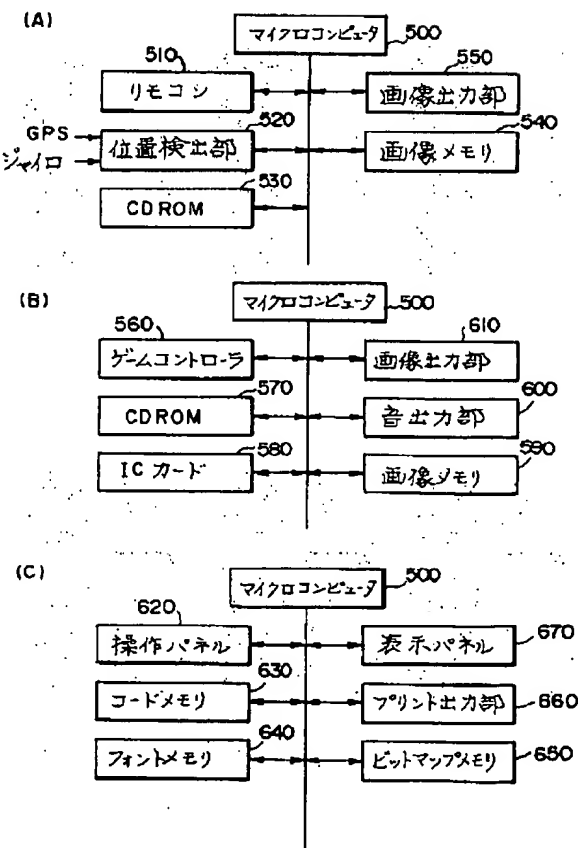 (A)
マイクロコンピュータ 500
510 550
リモコン 画像出力部
GPS 520 540
ジャイロ 位置検出部 画像メモリ
530
CDROM
(B)
マイクロコンピュータ 500
560 610
ゲームコントローラ 画像出力部
570 600
CDROM 音出力部
580 590
ICカード 画像メモリ
(C)
マイクロコンピュータ 500
620 670
操作パネル 表示パネル
630
コードメモリ プリント出力部 660
640
フォントメモリ ビットマップメモリ 650